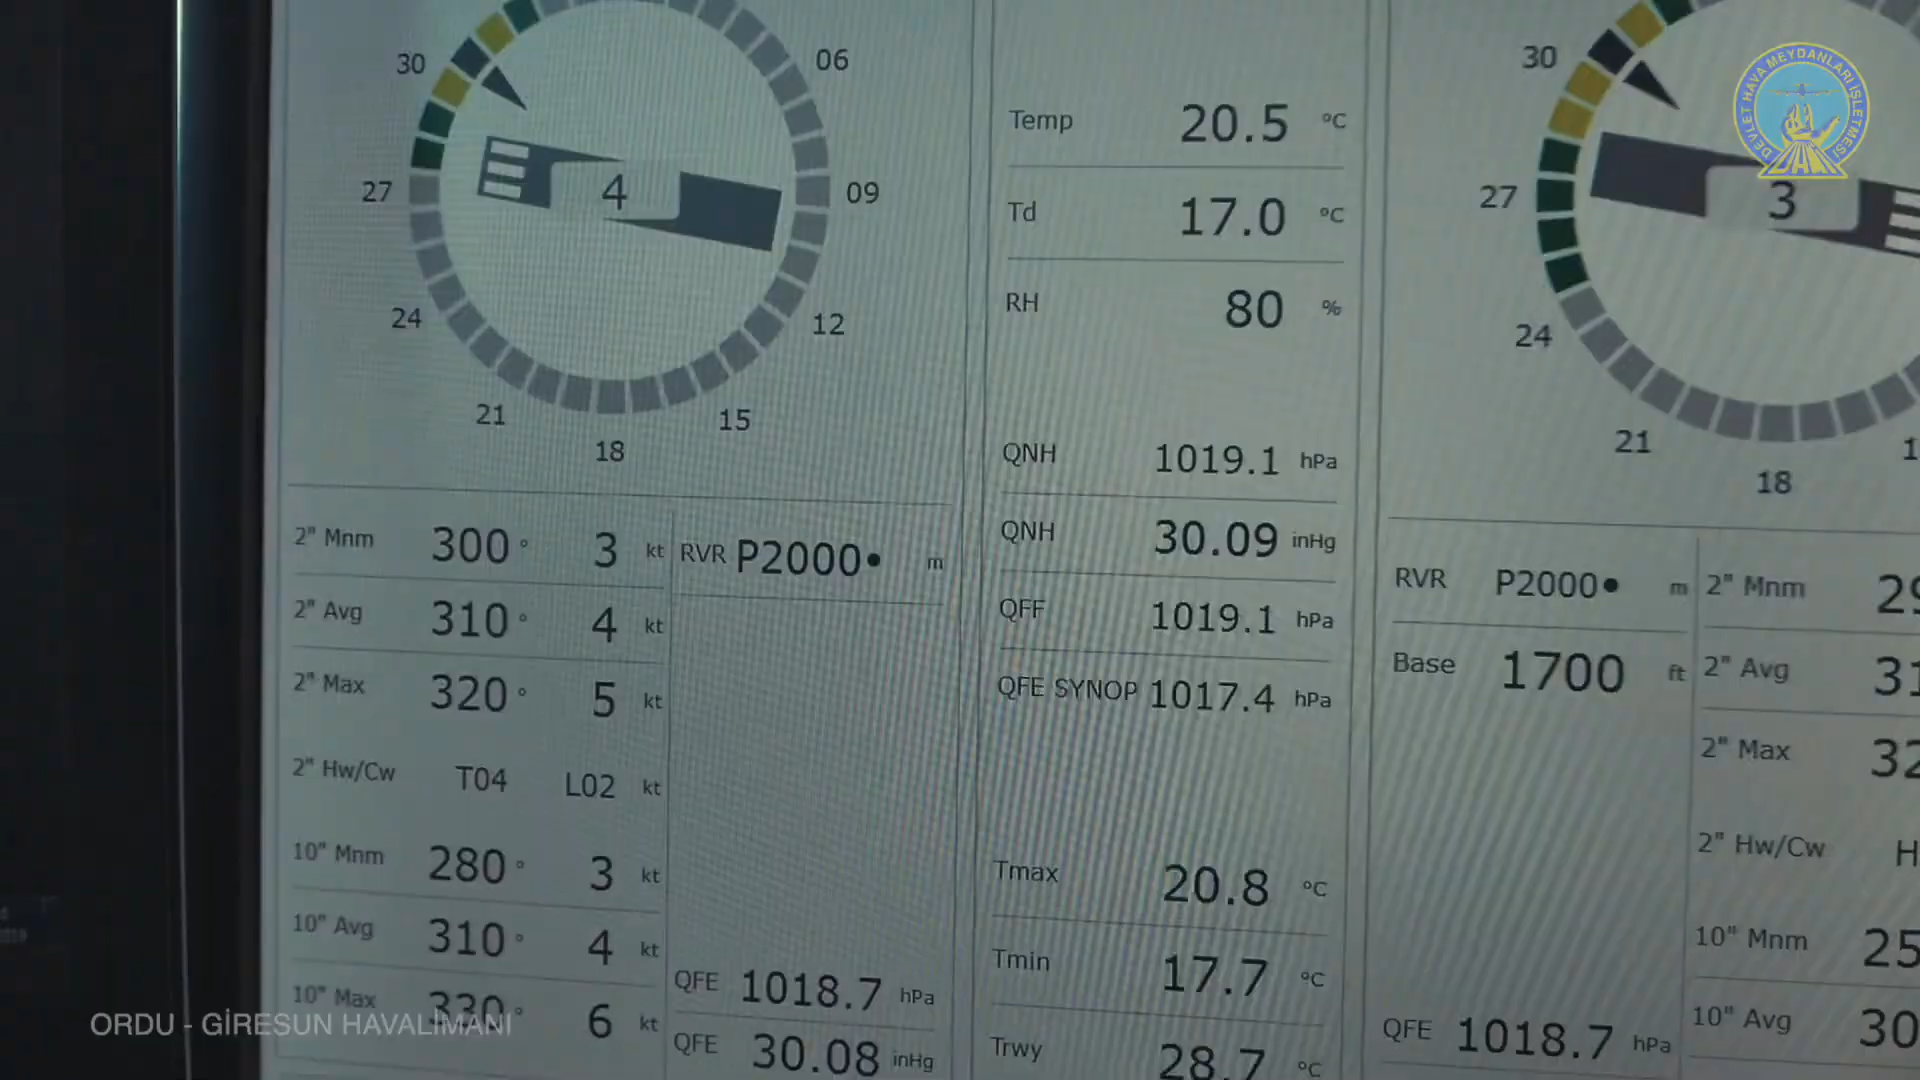 30
06
27
4
09
24
12
21
15
18
2" Mnm 300° 3 kt
2" Avg 310° 4 kt
2" Max 320° 5 kt
2" Hw/Cw T04 L02 kt
10" Mnm 280° 3 kt
10" Avg 310° 4 kt
10" Max 330° 6 kt
RVR P2000• m
QFE 1018.7 hPa
QFE 30.08 inHg
Temp 20.5 °C
Td 17.0 °C
RH 80 %
QNH 1019.1 hPa
QNH 30.09 inHg
QFF 1019.1 hPa
QFE SYNOP 1017.4 hPa
Tmax 20.8 °C
Tmin 17.7 °C
Trwy 28.7 °C
30
27
3
24
21
18
RVR P2000• m
Base 1700 ft
QFE 1018.7 hPa
2" Mnm
2" Avg
2" Max
2" Hw/Cw
10" Mnm
10" Avg
DEVLET HAVA MEYDANLARI İŞLETMESİ
DHMİ
ORDU - GİRESUN HAVALİMANI